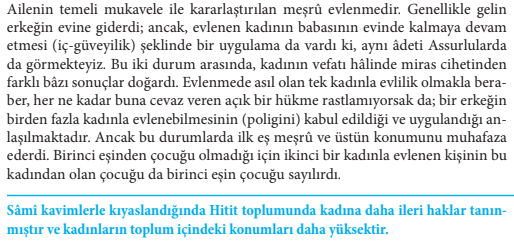 Ailenin temeli mukavele ile kararlaştırılan meşrû evlenmedir. Genellikle gelin
erkeğin evine giderdi; ancak, evlenen kadının babasının evinde kalmaya devam
etmesi (iç-güveyilik) şeklinde bir uygulama da vardı ki, aynı âdeti Assurlularda
da görmekteyiz. Bu iki durum arasında, kadının vefatı hâlinde miras cihetinden
farklı bâzı sonuçlar doğardı. Evlenmede asıl olan tek kadınla evlilik olmakla bera-
ber, her ne kadar buna cevaz veren açık bir hükme rastlamıyorsak da; bir erkeğin
birden fazla kadınla evlenebilmesinin (poligini) kabul edildiği ve uygulandığı an-
laşılmaktadır. Ancak bu durumlarda ilk eş meşrû ve üstün konumunu muhafaza
ederdi. Birinci eşinden çocuğu olmadığı için ikinci bir kadınla evlenen kişinin bu
kadından olan çocuğu da birinci eşin çocuğu sayılırdı.
Sâmî kavimlerle kıyaslandığında Hitit toplumunda kadına daha ileri haklar tanın-
mıştır ve kadınların toplum içindeki konumları daha yüksektir.